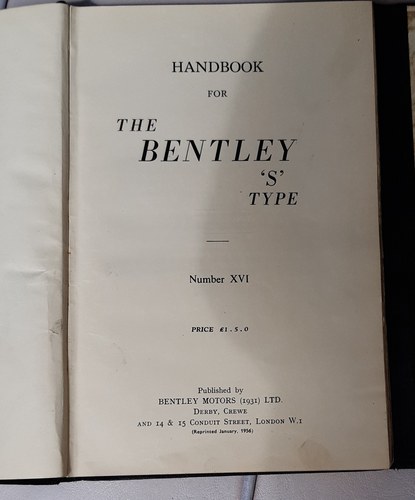 HANDBOOK
FOR
THE
BENTLEY
'S'
TYPE
Number XVI
PRICE £1.5.0
Published by
BENTLEY MOTORS (1931) LTD.
DERBY, CREWE
AND 14 & 15 CONDUIT STREET, LONDON W.1
(Reprinted January, 1956)